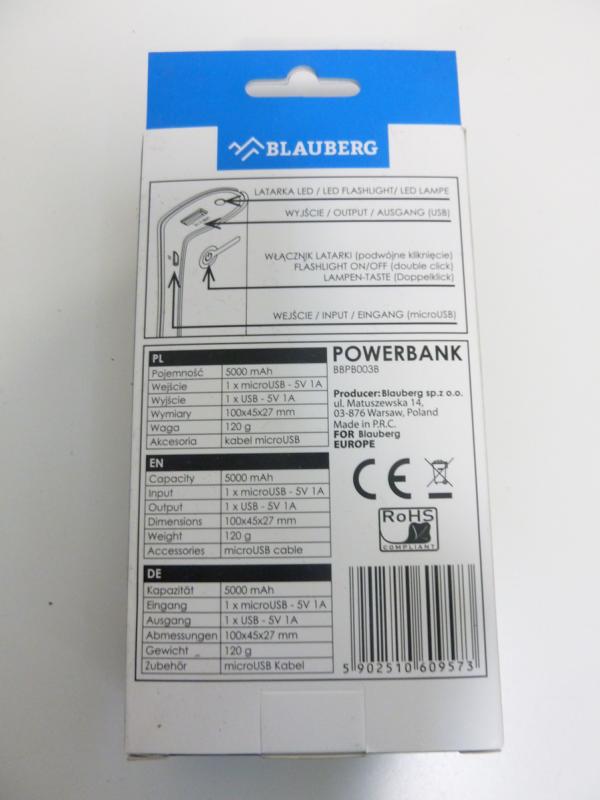 BLAUBERG
LATARKA LED / LED FLASHLIGHT/ LED LAMPE
WYJŚCIE / OUTPUT / AUSGANG (USB)
WŁĄCZNIK LATARKI (podwójne kliknięcie)
FLASHLIGHT ON/OFF (double click)
LAMPEN-TASTE (Doppelklick)
WEJŚCIE / INPUT / EINGANG (microUSB)
PL
Pojemność 5000 mAh
Wejście 1 x microUSB - 5V 1A
Wyjście 1 x USB - 5V 1A
Wymiary 100x45x27 mm
Waga 120 g
Akcesoria kabel microUSB
POWERBANK
BBPB003B
Producer: Blauberg sp.z o.o.
ul. Matuszewska 14,
03-876 Warsaw, Poland
Made in P.R.C.
FOR Blauberg
EUROPE
EN
Capacity 5000 mAh
Input 1 x microUSB - 5V 1A
Output 1 x USB - 5V 1A
Dimensions 100x45x27 mm
Weight 120 g
Accessories microUSB cable
CE
RoHS
COMPLIANT
DE
Kapazität 5000 mAh
Eingang 1 x microUSB - 5V 1A
Ausgang 1 x USB - 5V 1A
Abmessungen 100x45x27 mm
Gewicht 120 g
Zubehör microUSB Kabel
5 902510 609573